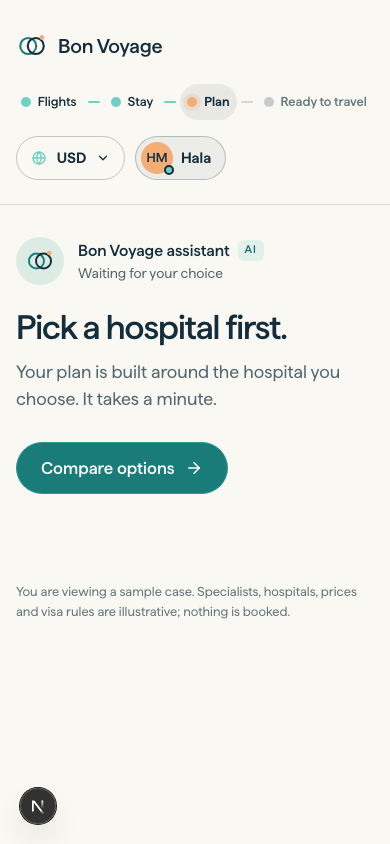 Bon Voyage
Flights
Stay
Plan
Ready to travel
USD
HM
Hala
Bon Voyage assistant
AI
Waiting for your choice
Pick a hospital first.
Your plan is built around the hospital you
choose. It takes a minute.
Compare options
You are viewing a sample case. Specialists, hospitals, prices
and visa rules are illustrative; nothing is booked.
N